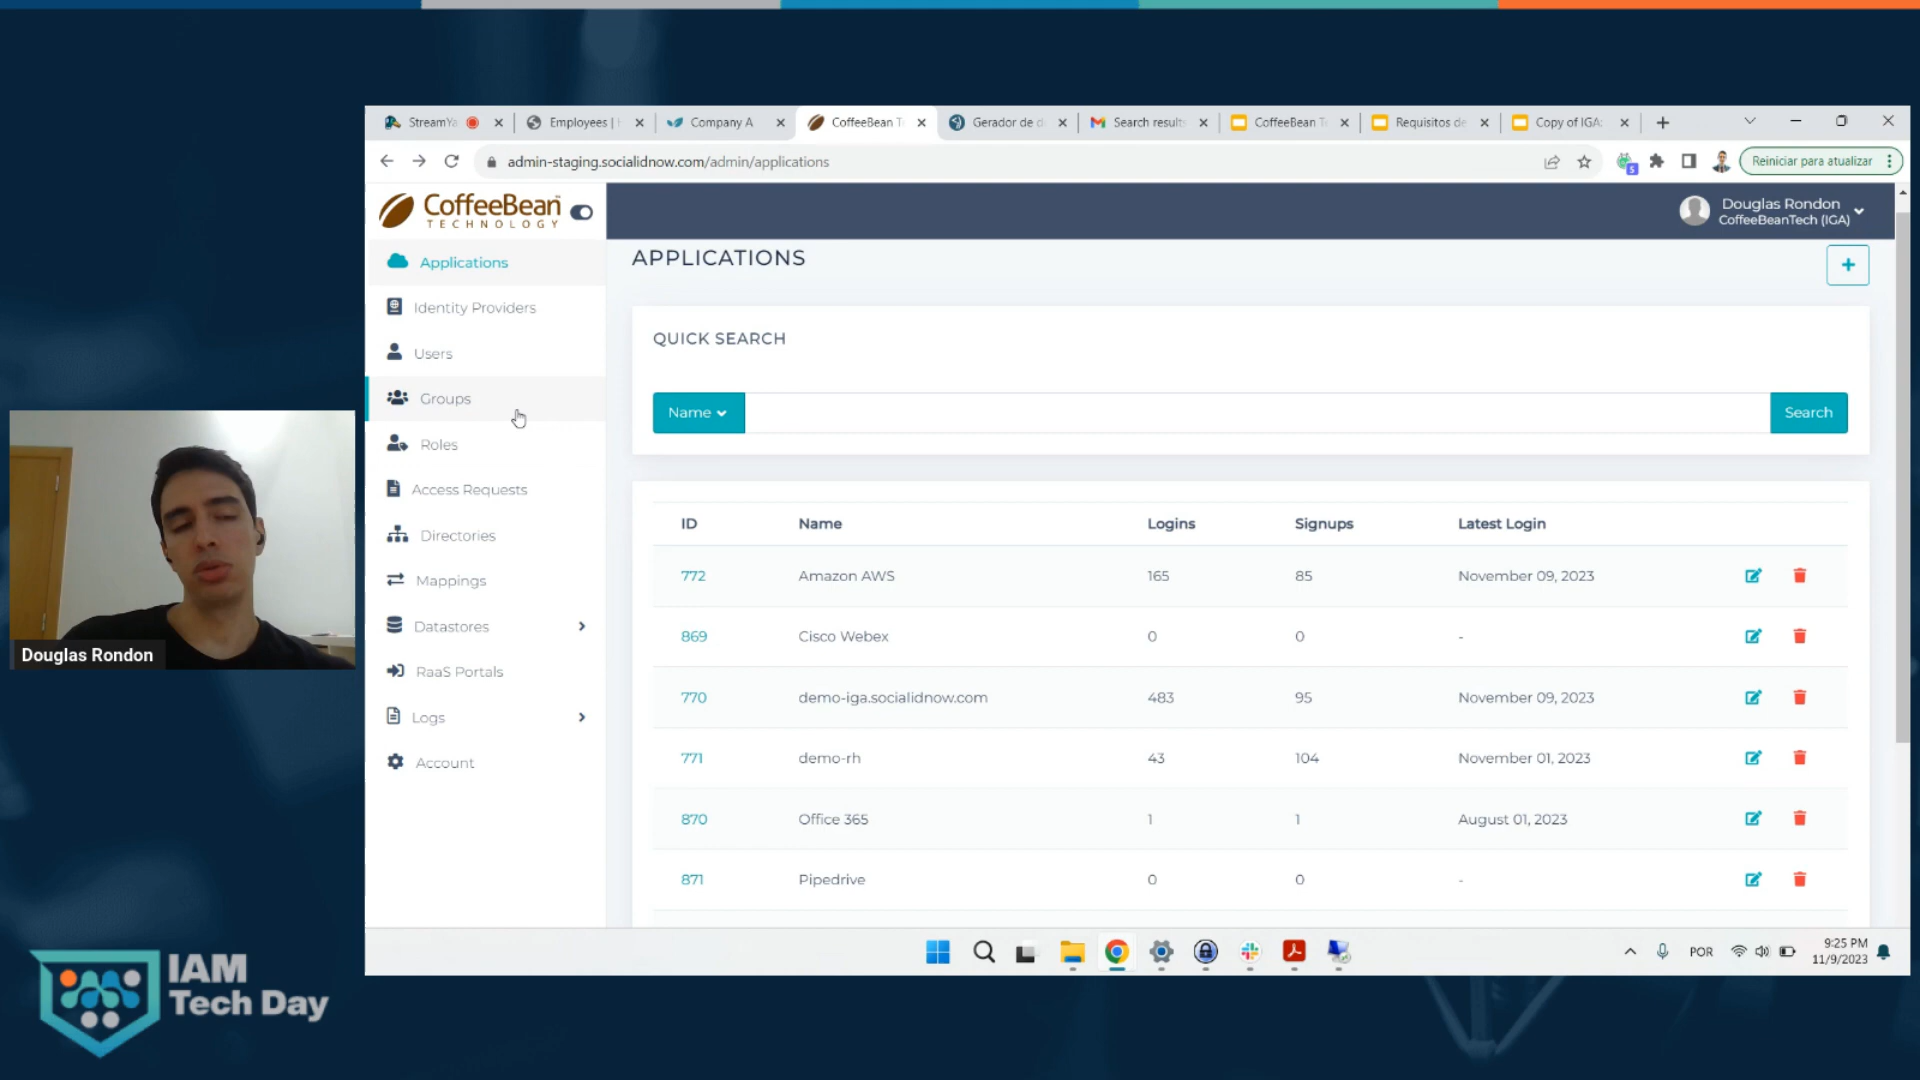 StreamYa
Employees |
Company A
CoffeeBean T
Gerador de d
Search results
CoffeeBean Te
Requisitos de
Copy of IGA:
admin-staging.socialidnow.com/admin/applications
5
Reiniciar para atualizar
CoffeeBean
TECHNOLOGY
Douglas Rondon
CoffeeBeanTech (IGA)
Applications
Identity Providers
Users
Groups
Roles
Access Requests
Directories
Mappings
Datastores
RaaS Portals
Logs
Account
APPLICATIONS
+
QUICK SEARCH
Name
Search
ID Name Logins Signups Latest Login
772 Amazon AWS 165 85 November 09, 2023
869 Cisco Webex 0 0 -
770 demo-iga.socialidnow.com 483 95 November 09, 2023
771 demo-rh 43 104 November 01, 2023
870 Office 365 1 1 August 01, 2023
871 Pipedrive 0 0 -
Douglas Rondon
POR
9:25 PM
11/9/2023
IAM
Tech Day